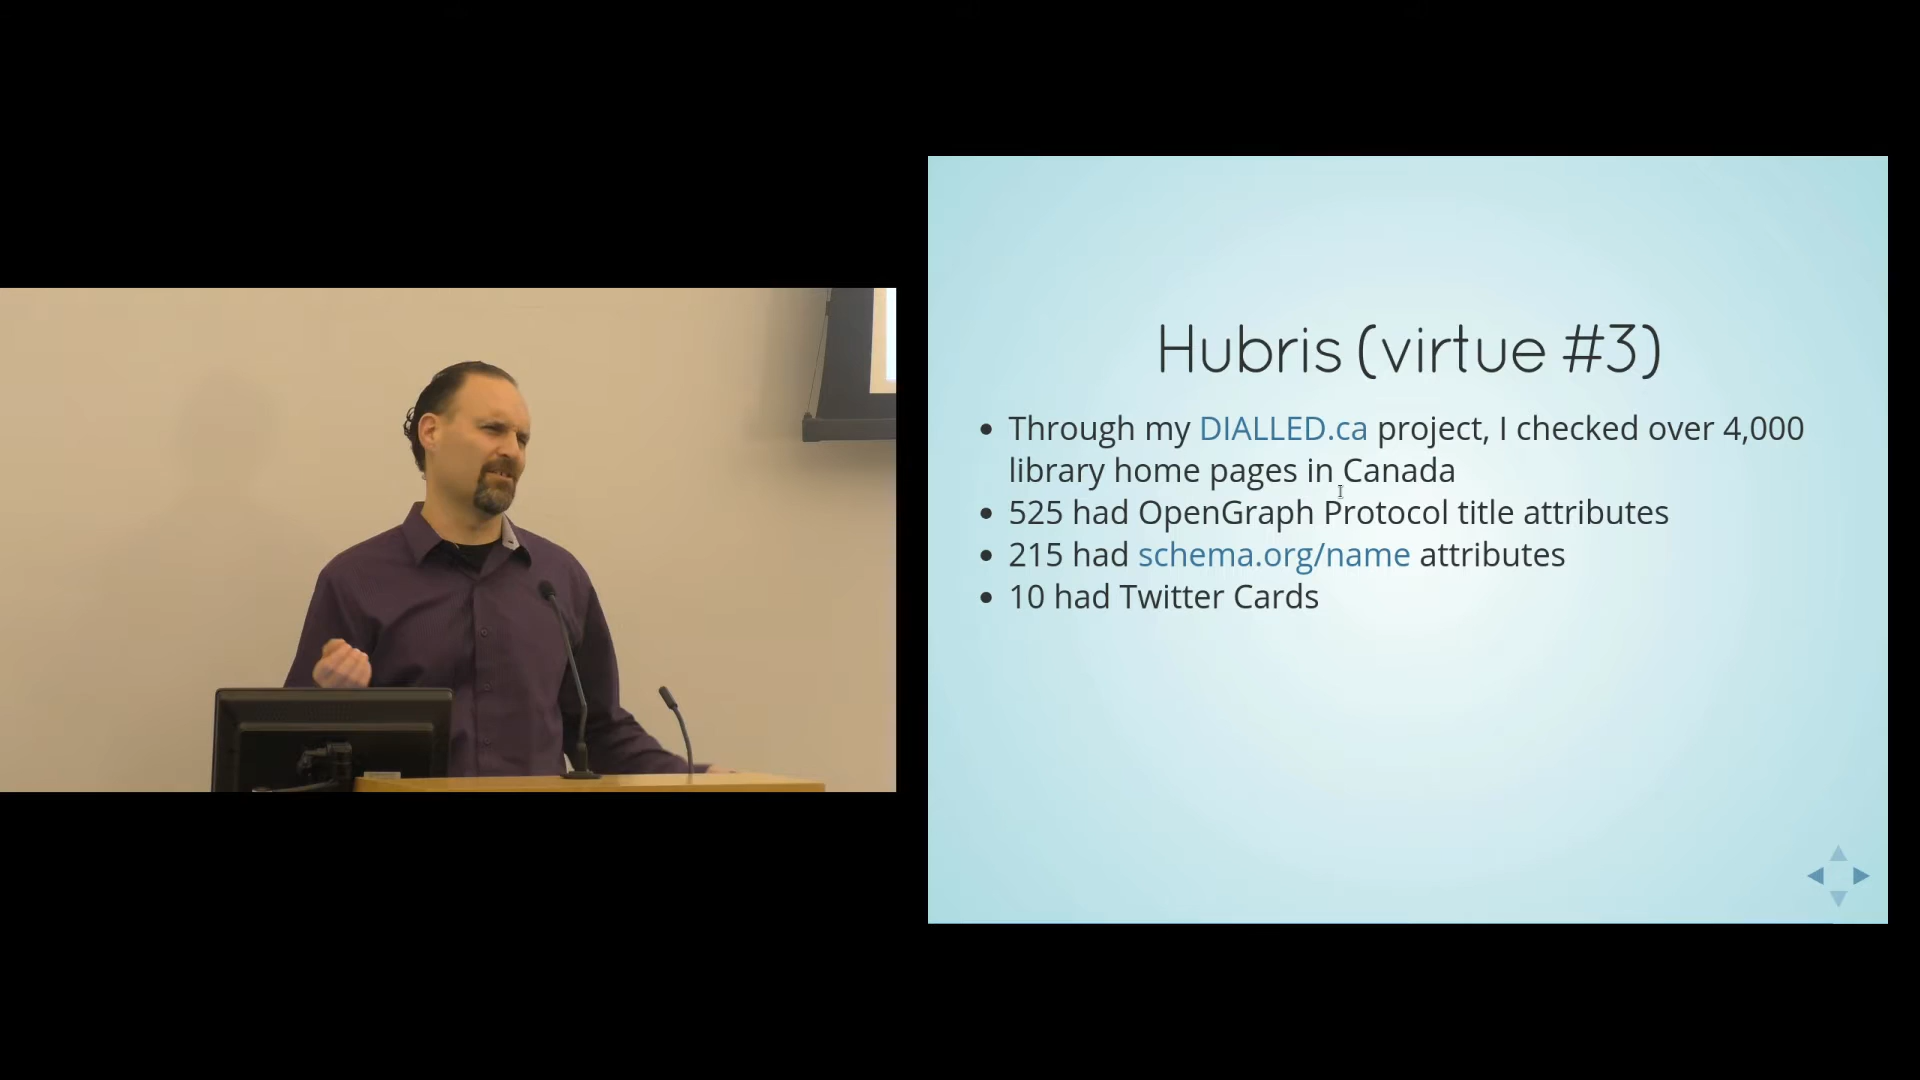 Hubris (virtue #3)
Through my DIALLED.ca project, I checked over 4,000
library home pages in Canada
525 had OpenGraph Protocol title attributes
215 had schema.org/name attributes
10 had Twitter Cards